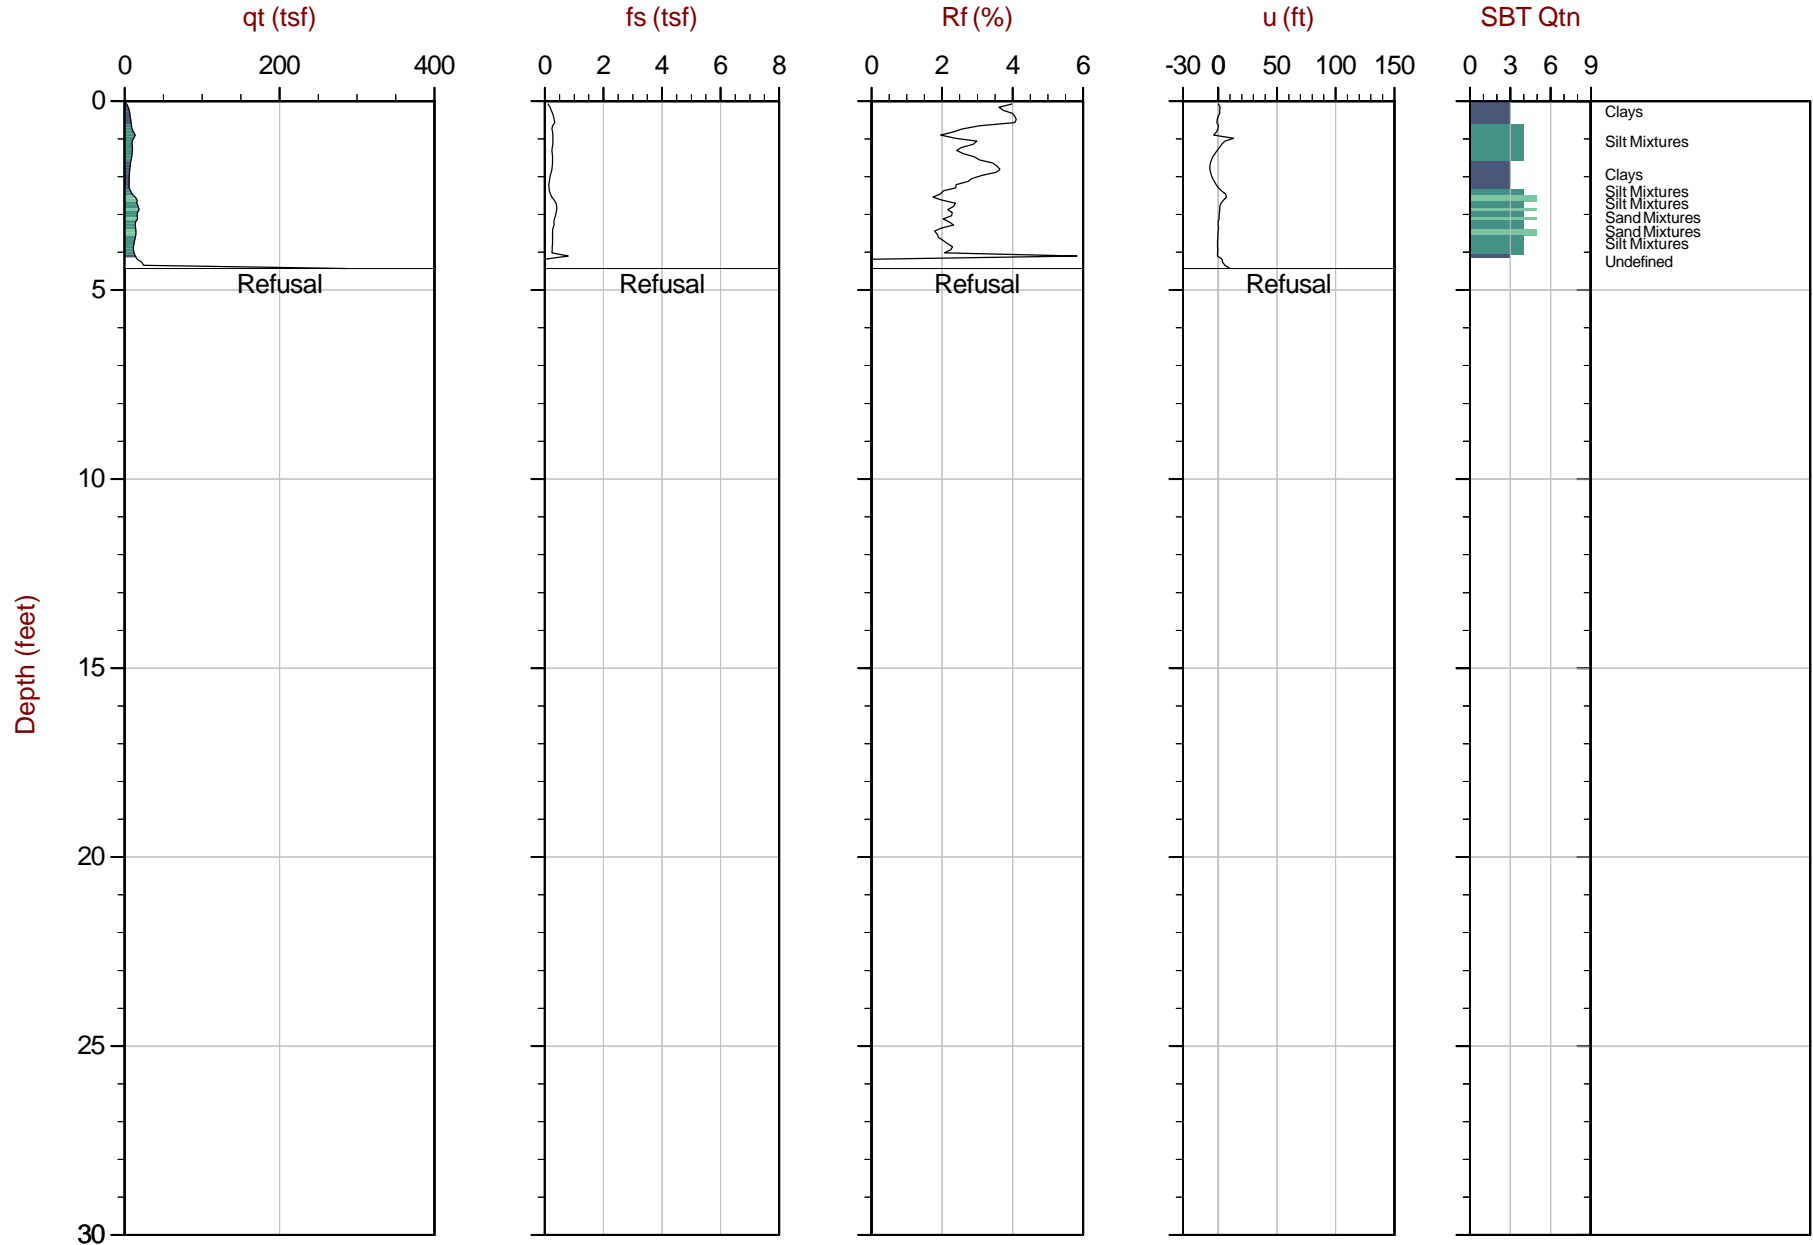 qt (tsf) fs (tsf) Rf (%) u (ft) SBT Qtn
0 200 400 0 2 4 6 8 0 2 4 6 -30 0 50 100 150 0 3 6 9
0
Clays
Silt Mixtures
Clays
Silt Mixtures
Silt Mixtures
Sand Mixtures
Sand Mixtures
Silt Mixtures
Undefined
Refusal Refusal Refusal Refusal
5
10
15
20
25
30
Depth (feet)